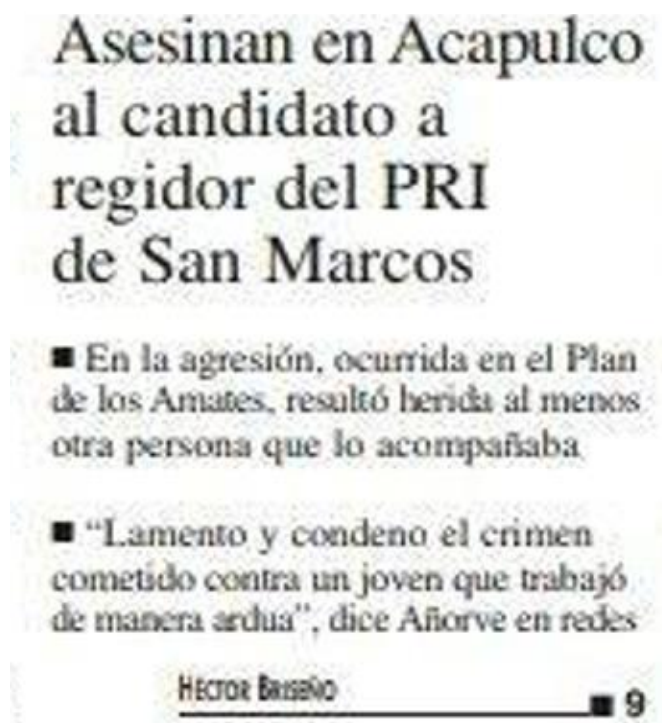 Asesinan en Acapulco
al candidato a
regidor del PRI
de San Marcos
■ En la agresión, ocurrida en el Plan
de los Amates, resultó herida al menos
otra persona que lo acompañaba
■ “Lamento y condeno el crimen
cometido contra un joven que trabajó
de manera ardua”, dice Añorve en redes
HÉCTOR BRISEÑO
■ 9